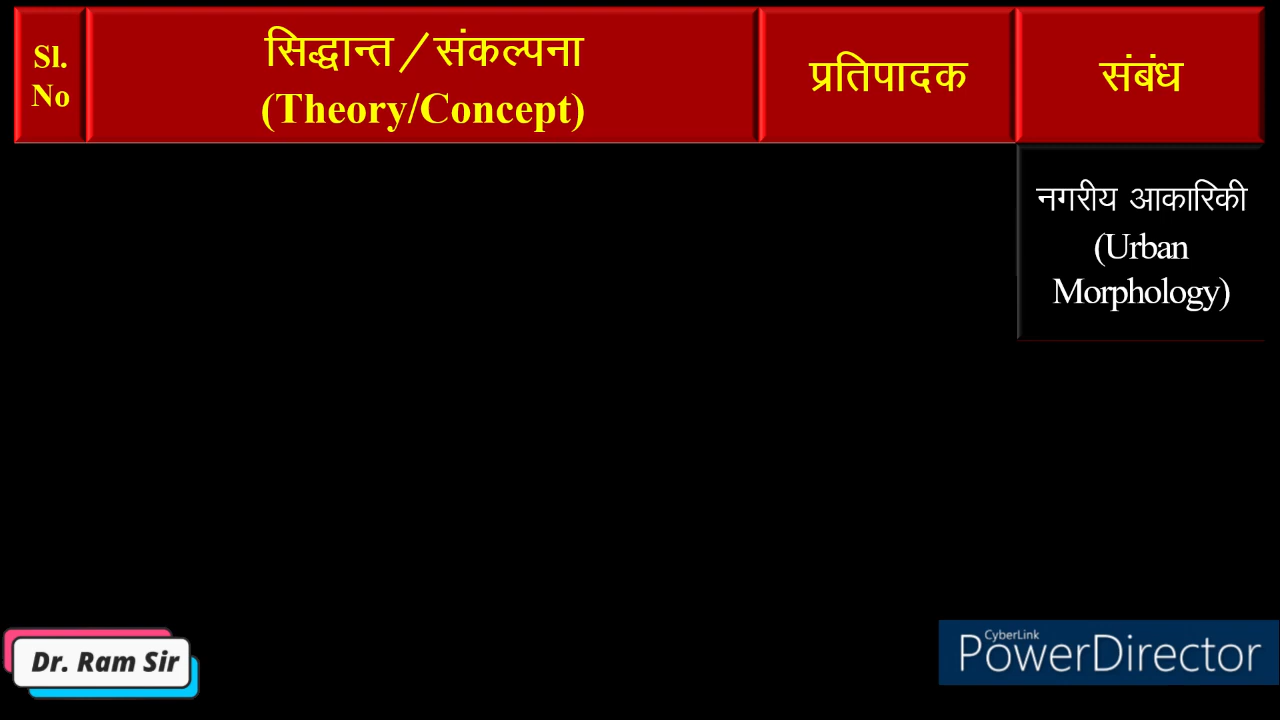 Sl.
No
सिद्धान्त/संकल्पना
(Theory/Concept)
प्रतिपादक
संबंध
नगरीय आकारिकी
(Urban
Morphology)
Dr. Ram Sir
CyberLink
PowerDirector